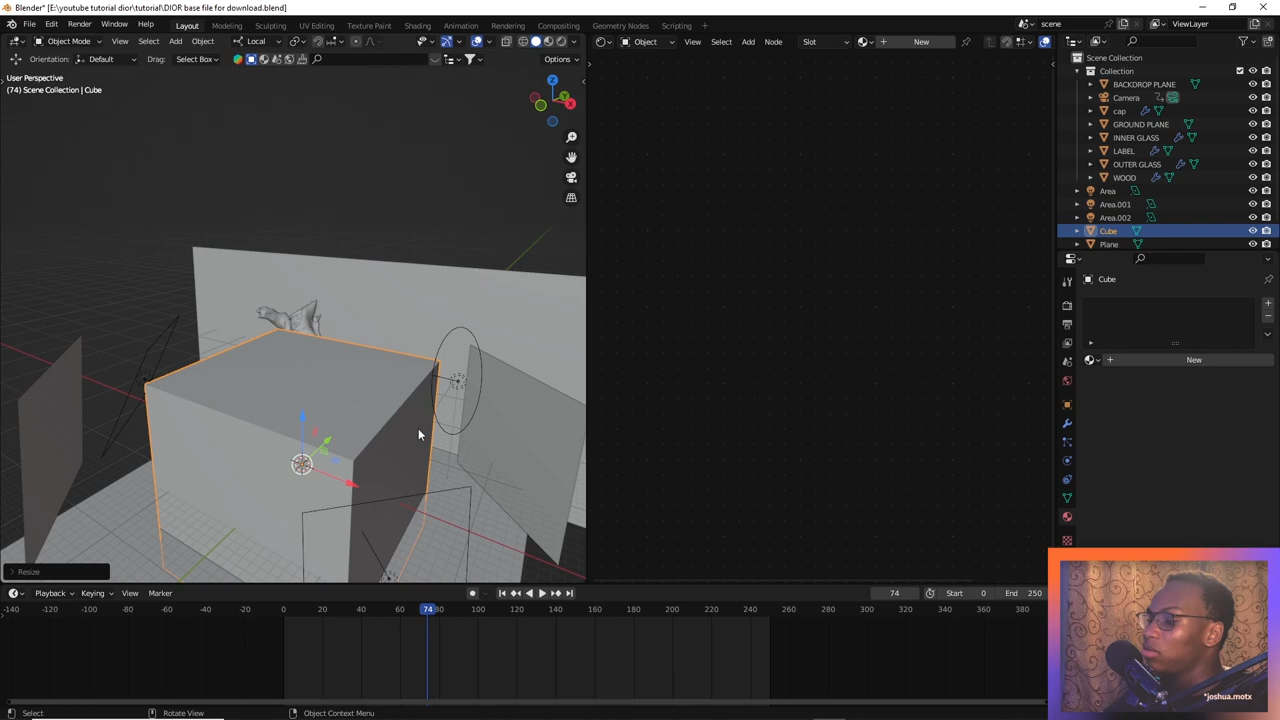 Blender* [E:\youtube tutorial dior\tutorial\DIOR base file for download.blend]
File Edit Render Window Help Layout Modeling Sculpting UV Editing Texture Paint Shading Animation Rendering Compositing Geometry Nodes Scripting + scene ViewLayer
Object Mode View Select Add Object Local Object View Select Add Node Slot New
Orientation: Default Drag: Select Box Options
User Perspective
(74) Scene Collection | Cube
Z
Y
X
Scene Collection
Collection
BACKDROP PLANE
Camera
cap
GROUND PLANE
INNER GLASS
LABEL
OUTER GLASS
WOOD
Area
Area.001
Area.002
Cube
Plane
Cube
New
Resize
Playback Keying View Marker 74 Start 0 End 250
-140 -120 -100 -80 -60 -40 -20 0 20 40 60 74 80 100 120 140 160 180 200 220 240 260 280 300 320 340 360 380
*joshua.motx
Select Rotate View Object Context Menu